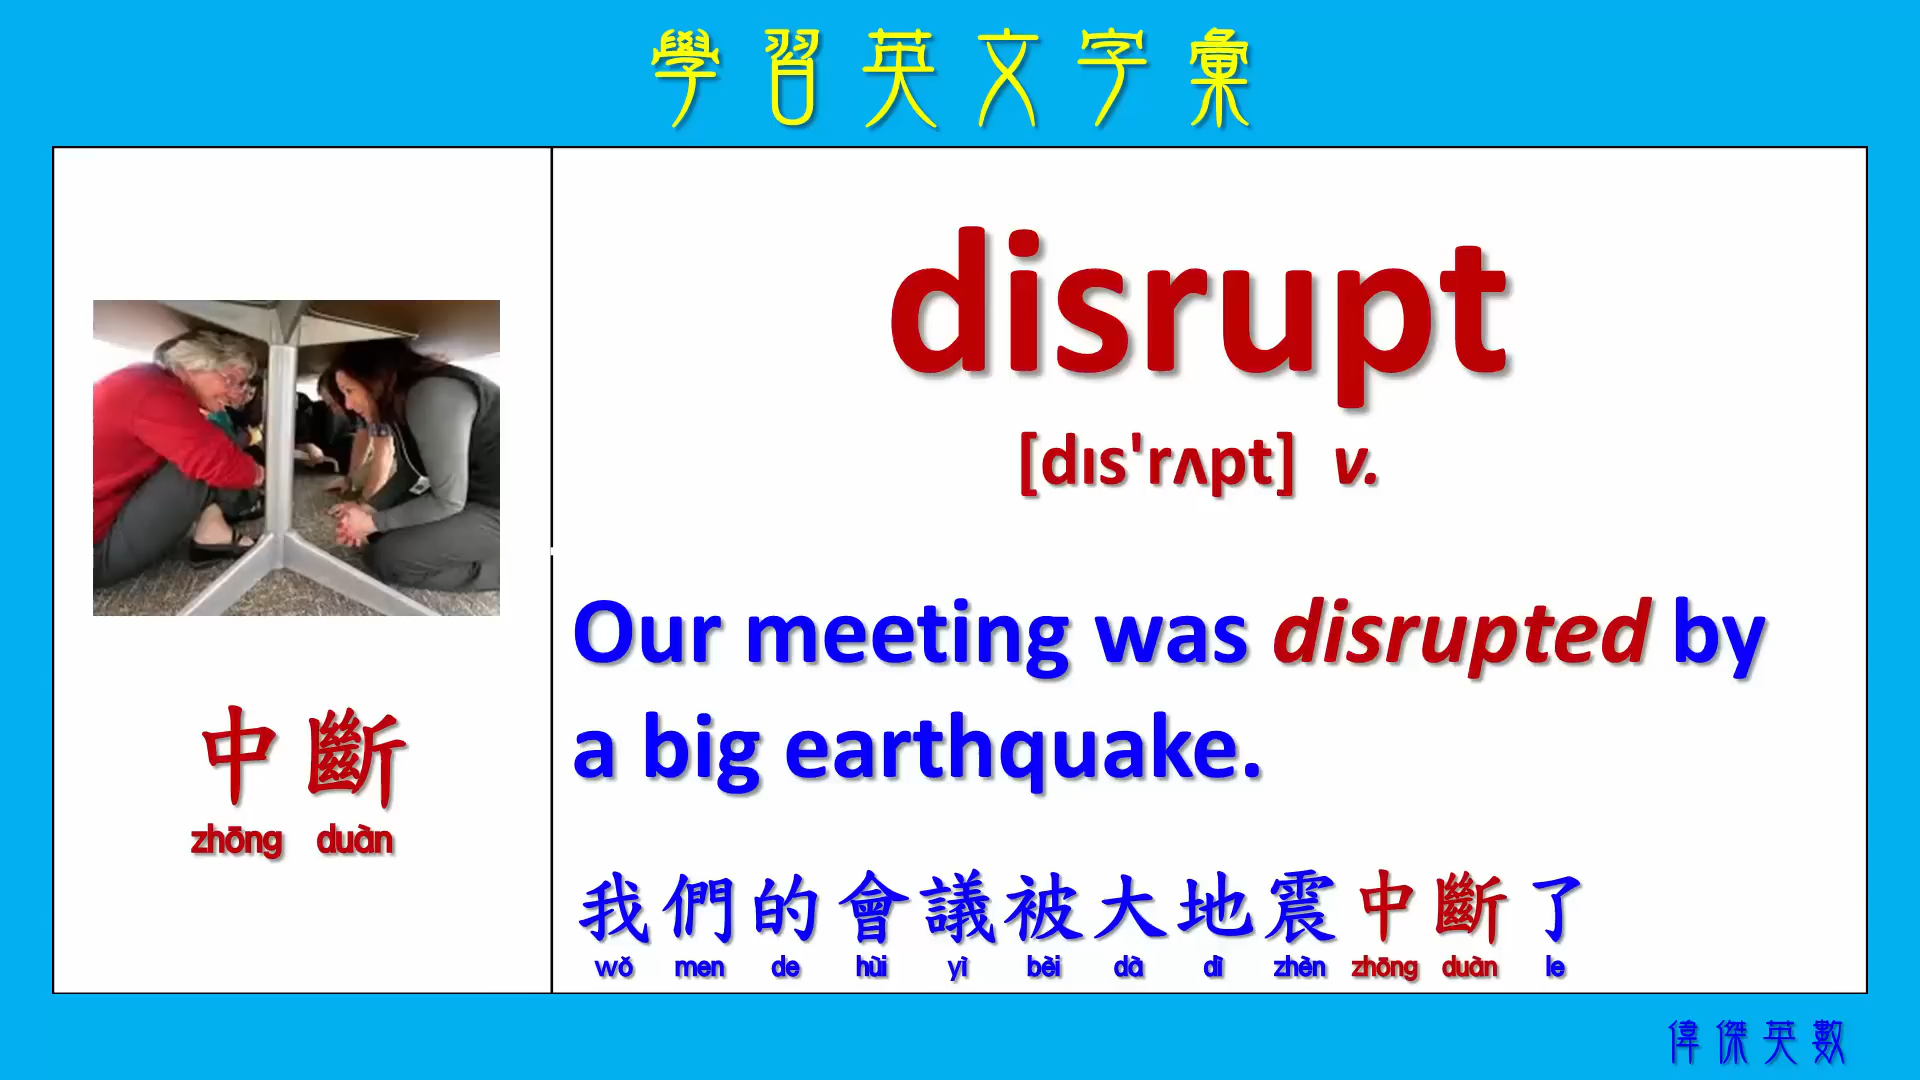 學習英文字彙
disrupt
[dɪs'rʌpt] v.
Our meeting was disrupted by
a big earthquake.
中斷
zhōng duàn
我們的會議被大地震中斷了
wǒ men de hùi yì bèi dà dì zhèn zhōng duàn le
偉傑英數